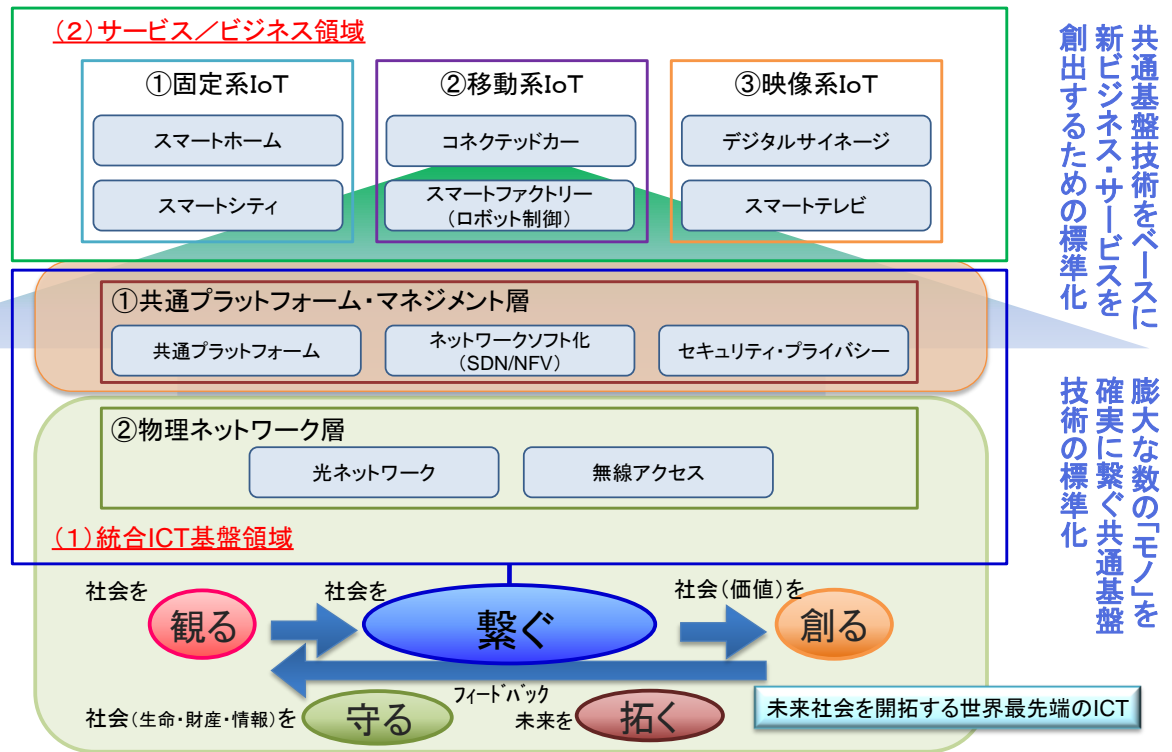 (2)サービス／ビジネス領域
①固定系IoT
スマートホーム
スマートシティ
②移動系IoT
コネクテッドカー
スマートファクトリー
(ロボット制御)
③映像系IoT
デジタルサイネージ
スマートテレビ
共通基盤技術をベースに
新ビジネス・サービスを
創出するための標準化
①共通プラットフォーム・マネジメント層
共通プラットフォーム
ネットワークソフト化
(SDN/NFV)
セキュリティ・プライバシー
②物理ネットワーク層
光ネットワーク
無線アクセス
(1)統合ICT基盤領域
膨大な数の「モノ」を
確実に繋ぐ共通基盤
技術の標準化
社会を
観る
社会を
繋ぐ
社会(価値)を
創る
フィードバック
社会(生命・財産・情報)を
守る
未来を
拓く
未来社会を開拓する世界最先端のICT